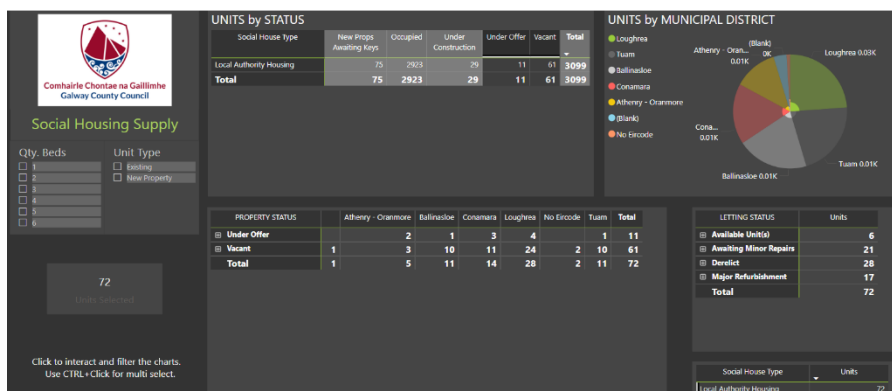 Comhairle Chontae na Gaillimhe
Galway County Council
Social Housing Supply
Qty. Beds
1
2
3
4
5
6
Unit Type
Existing
New Property
72
Units Selected
Click to interact and filter the charts.
Use CTRL+Click for multi select.
UNITS by STATUS
Social House Type New Props Awaiting Keys Occupied Under Construction Under Offer Vacant Total
Local Authority Housing 75 2923 29 11 61 3099
Total 75 2923 29 11 61 3099
UNITS by MUNICIPAL DISTRICT
Loughrea
Tuam
Ballinasloe
Conamara
Athenry - Oranmore
(Blank)
No Eircode
(Blank)
0K
Athenry - Oran...
0.01K
Loughrea 0.03K
Cona...
0.01K
Tuam 0.01K
Ballinasloe 0.01K
PROPERTY STATUS Athenry - Oranmore Ballinasloe Conamara Loughrea No Eircode Tuam Total
Under Offer 2 1 3 4 1 11
Vacant 1 3 10 11 24 2 10 61
Total 1 5 11 14 28 2 11 72
LETTING STATUS Units
Available Unit(s) 6
Awaiting Minor Repairs 21
Derelict 28
Major Refurbishment 17
Total 72
Social House Type Units
Local Authority Housing 72